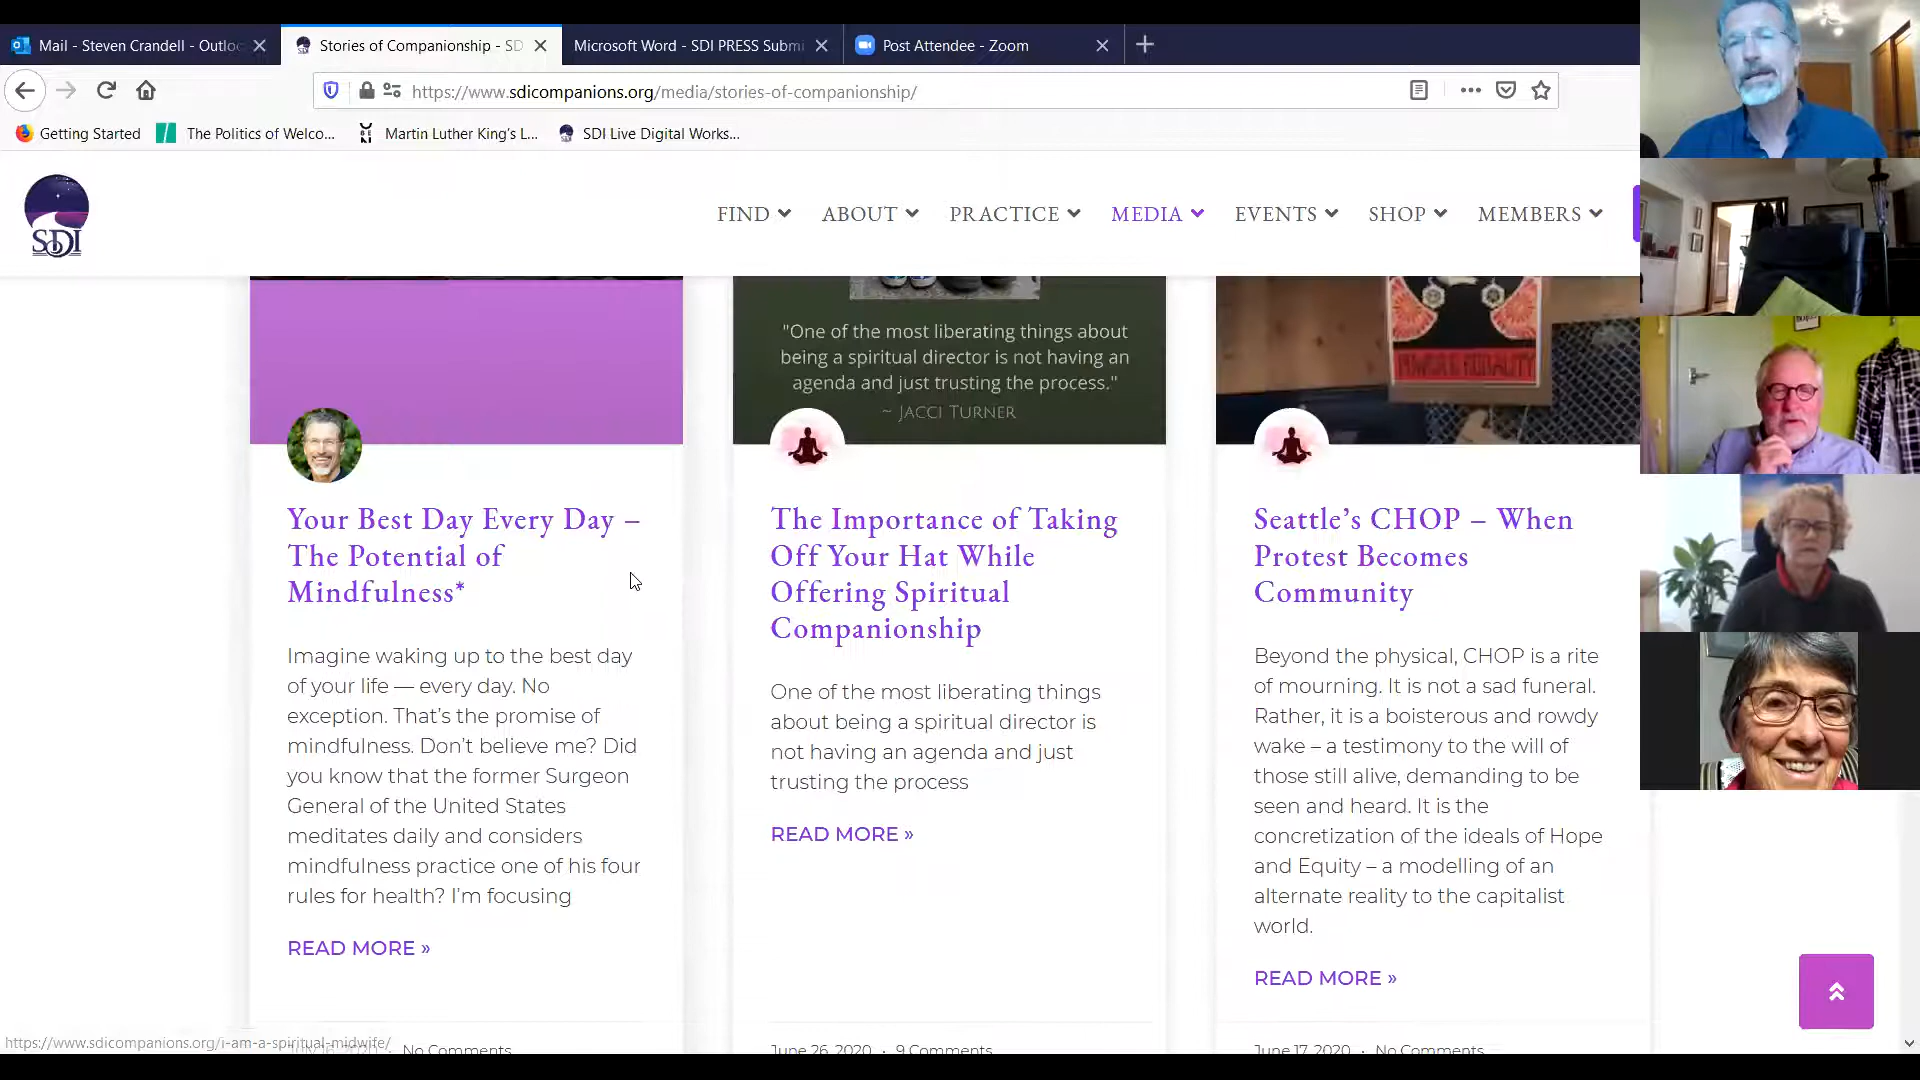 Mail - Steven Crandell - Outlo
Stories of Companionship - SD
Microsoft Word - SDI PRESS Submi
Post Attendee - Zoom
https://www.sdicompanions.org/media/stories-of-companionship/
Getting Started
The Politics of Welco...
Martin Luther King's L...
SDI Live Digital Works...
SDI
FIND
ABOUT
PRACTICE
MEDIA
EVENTS
SHOP
MEMBERS
"One of the most liberating things about
being a spiritual director is not having an
agenda and just trusting the process."
~ JACCI TURNER
Your Best Day Every Day –
The Potential of
Mindfulness*
Imagine waking up to the best day
of your life — every day. No
exception. That's the promise of
mindfulness. Don't believe me? Did
you know that the former Surgeon
General of the United States
meditates daily and considers
mindfulness practice one of his four
rules for health? I'm focusing
READ MORE »
No Comments
The Importance of Taking
Off Your Hat While
Offering Spiritual
Companionship
One of the most liberating things
about being a spiritual director is
not having an agenda and just
trusting the process
READ MORE »
June 26, 2020 · 9 Comments
Seattle's CHOP – When
Protest Becomes
Community
Beyond the physical, CHOP is a rite
of mourning. It is not a sad funeral.
Rather, it is a boisterous and rowdy
wake – a testimony to the will of
those still alive, demanding to be
seen and heard. It is the
concretization of the ideals of Hope
and Equity – a modelling of an
alternate reality to the capitalist
world.
READ MORE »
June 17, 2020 · No Comments
https://www.sdicompanions.org/i-am-a-spiritual-midwife/